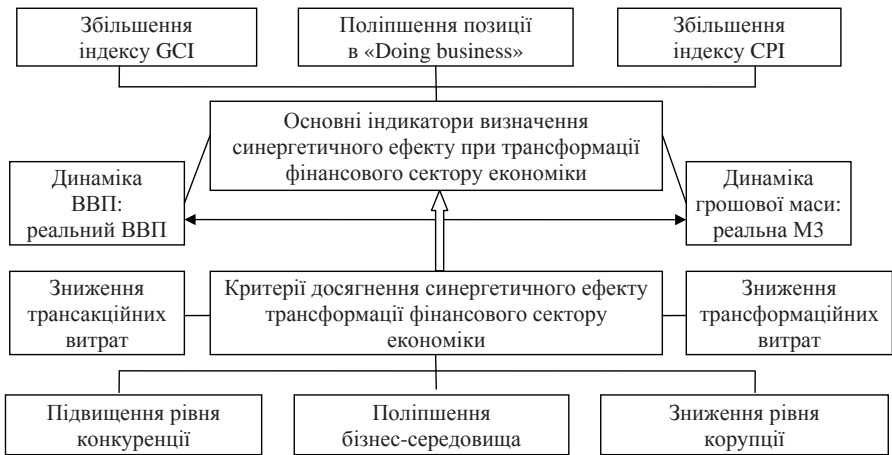 Збільшення
індексу GCI
Поліпшення позиції
в «Doing business»
Збільшення
індексу CPI
Основні індикатори визначення
синергетичного ефекту при трансформації
фінансового сектору економіки
Динаміка
ВВП:
реальний ВВП
Динаміка
грошової маси:
реальна М3
Зниження
трансакційних
витрат
Критерії досягнення синергетичного ефекту
трансформації фінансового сектору
економіки
Зниження
трансформаційних
витрат
Підвищення рівня
конкуренції
Поліпшення
бізнес-середовища
Зниження рівня
корупції